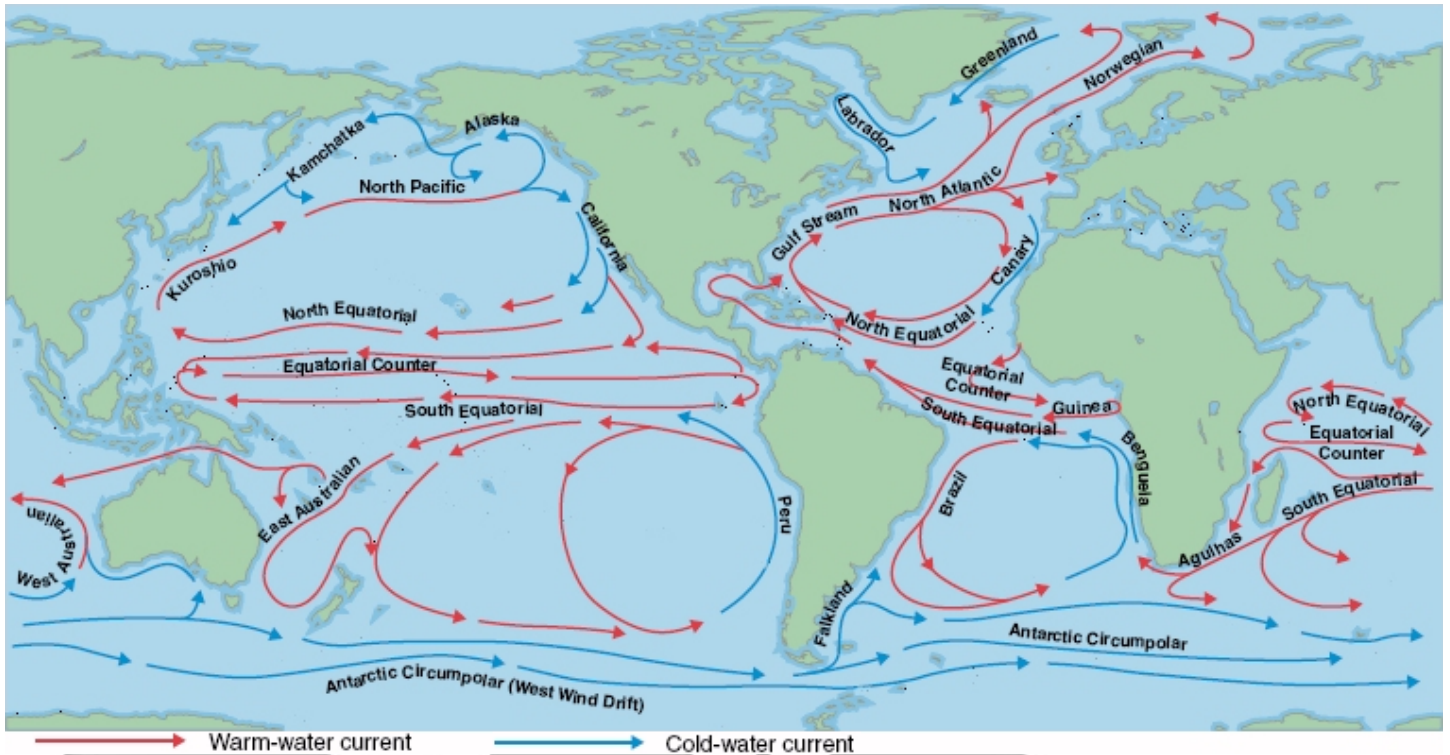 Greenland
Norwegian
Labrador
Alaska
Kamchatka
North Pacific
North Atlantic
Gulf Stream
California
Canary
Kuroshio
North Equatorial
North Equatorial
Equatorial Counter
Equatorial
Counter
Guinea
South Equatorial
South Equatorial
North Equatorial
Equatorial
Counter
South Equatorial
Benguela
Brazil
Peru
East Australian
West Australian
Agulhas
Falkland
Antarctic Circumpolar
Antarctic Circumpolar (West Wind Drift)
Warm-water current
Cold-water current